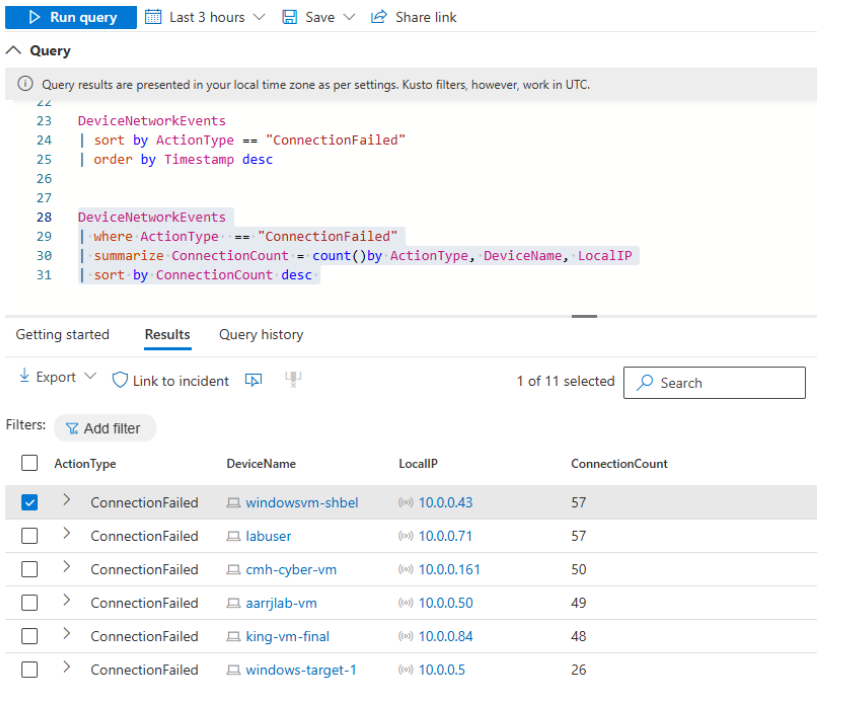 Run query Last 3 hours Save Share link
Query
Query results are presented in your local time zone as per settings. Kusto filters, however, work in UTC.
22
23 DeviceNetworkEvents
24 | sort by ActionType == "ConnectionFailed"
25 | order by Timestamp desc
26
27
28 DeviceNetworkEvents
29 | where ActionType == "ConnectionFailed"
30 | summarize ConnectionCount = count()by ActionType, DeviceName, LocalIP
31 | sort by ConnectionCount desc
Getting started Results Query history
Export Link to incident 1 of 11 selected Search
Filters: Add filter
ActionType DeviceName LocalIP ConnectionCount
ConnectionFailed windowsvm-shbel 10.0.0.43 57
ConnectionFailed labuser 10.0.0.71 57
ConnectionFailed cmh-cyber-vm 10.0.0.161 50
ConnectionFailed aarrjlab-vm 10.0.0.50 49
ConnectionFailed king-vm-final 10.0.0.84 48
ConnectionFailed windows-target-1 10.0.0.5 26